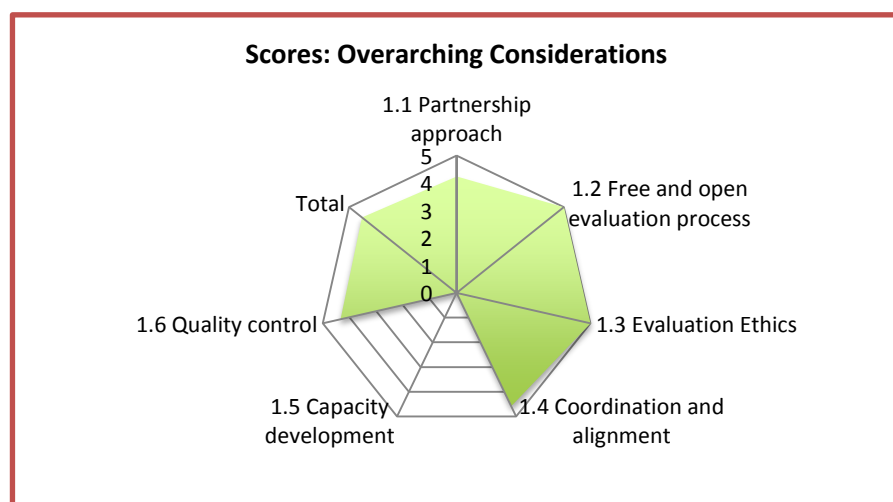 Scores: Overarching Considerations
1.1 Partnership
approach
5
4
3
2
1
0
1.2 Free and open
evaluation process
1.3 Evaluation Ethics
1.4 Coordination and
alignment
1.5 Capacity
development
1.6 Quality control
Total